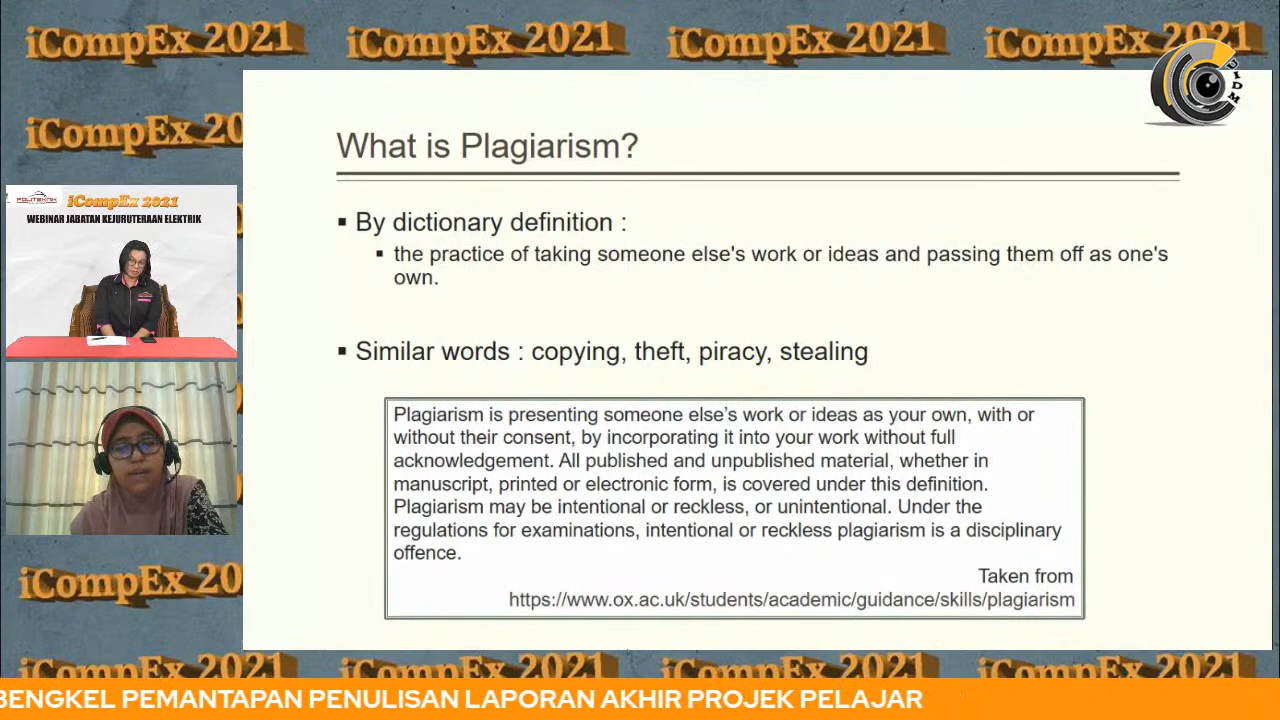 iCompEx 2021 iCompEx 2021 iCompEx 2021 iCompEx 2021
UIDM
iCompEx 20
What is Plagiarism?
POLITEKNIK
iCompEx 2021
WEBINAR JABATAN KEJURUTERAAN ELEKTRIK
▪ By dictionary definition :
▪ the practice of taking someone else's work or ideas and passing them off as one's
own.
▪ Similar words : copying, theft, piracy, stealing
Plagiarism is presenting someone else's work or ideas as your own, with or
without their consent, by incorporating it into your work without full
acknowledgement. All published and unpublished material, whether in
manuscript, printed or electronic form, is covered under this definition.
Plagiarism may be intentional or reckless, or unintentional. Under the
regulations for examinations, intentional or reckless plagiarism is a disciplinary
offence.
Taken from
https://www.ox.ac.uk/students/academic/guidance/skills/plagiarism
iCompEx 20
iCompEx 2021 iCompEx 2021 iCompEx 2021 iCompEx 2021
BENGKEL PEMANTAPAN PENULISAN LAPORAN AKHIR PROJEK PELAJAR